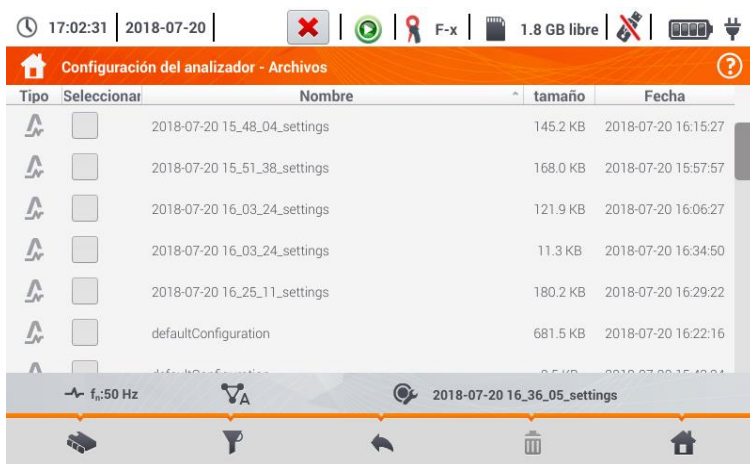 17:02:31 2018-07-20 F-x 1.8 GB libre
Configuración del analizador - Archivos ?
Tipo Seleccionar Nombre tamaño Fecha
2018-07-20 15_48_04_settings 145.2 KB 2018-07-20 16:15:27
2018-07-20 15_51_38_settings 168.0 KB 2018-07-20 15:57:57
2018-07-20 16_03_24_settings 121.9 KB 2018-07-20 16:06:27
2018-07-20 16_03_24_settings 11.3 KB 2018-07-20 16:34:50
2018-07-20 16_25_11_settings 180.2 KB 2018-07-20 16:29:22
defaultConfiguration 681.5 KB 2018-07-20 16:22:16
fn:50 Hz A 2018-07-20 16_36_05_settings